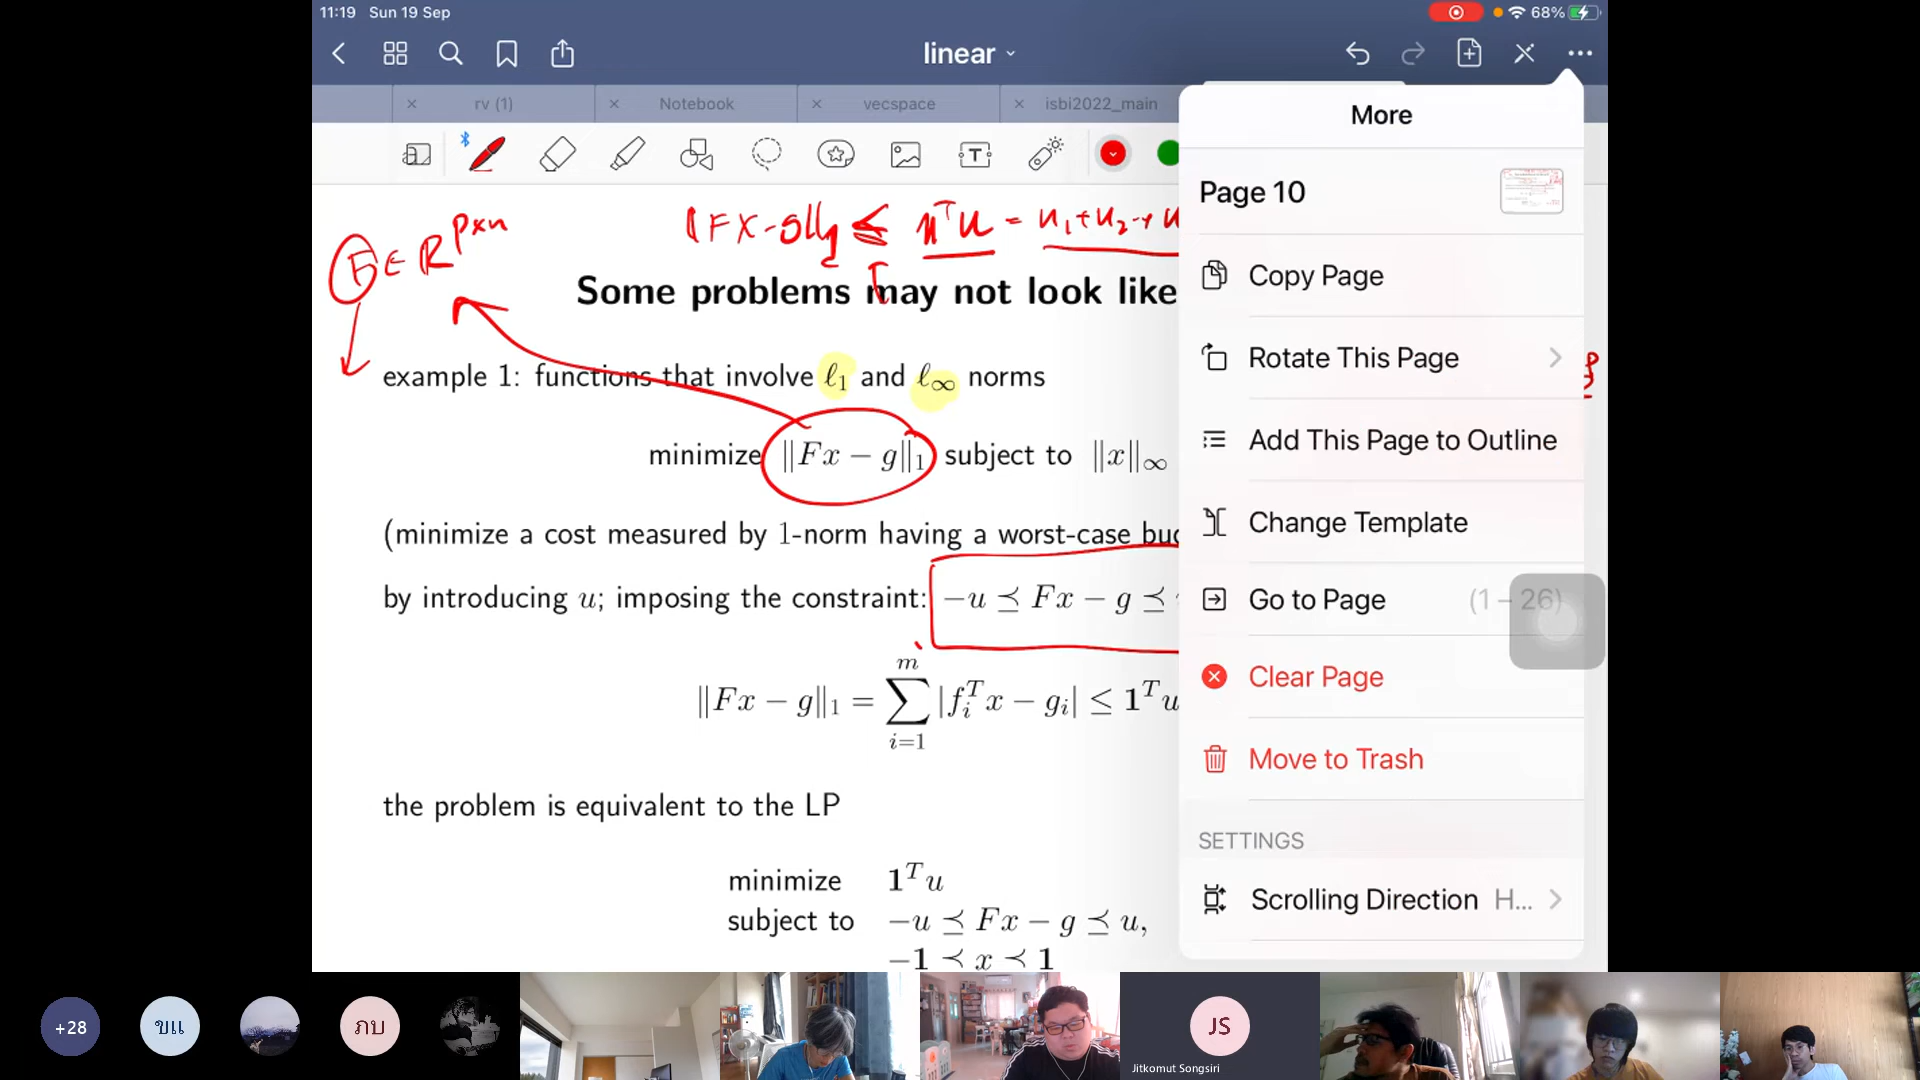 11:19 Sun 19 Sep
68%
linear
rv (1)
Notebook
vecspace
isbi2022_main
F ∈ R^{p×n}
‖FX-g‖₁ ≤ 1ᵀu = u₁+u₂+
Some problems may not look like
example 1: functions that involve ℓ₁ and ℓ∞ norms
minimize ‖Fx − g‖₁ subject to ‖x‖∞
(minimize a cost measured by 1-norm having a worst-case
by introducing u; imposing the constraint: −u ⪯ Fx − g ⪯
‖Fx − g‖₁ = ∑_{i=1}^{m} |fᵢᵀx − gᵢ| ≤ 1ᵀu
the problem is equivalent to the LP
minimize 1ᵀu
subject to −u ⪯ Fx − g ⪯ u,
−1 ≺ x ≺ 1
More
Page 10
Copy Page
Rotate This Page
Add This Page to Outline
Change Template
Go to Page (1 – 26)
Clear Page
Move to Trash
SETTINGS
Scrolling Direction H...
+28
ขแ
ภบ
JS
Jitkomut Songsiri